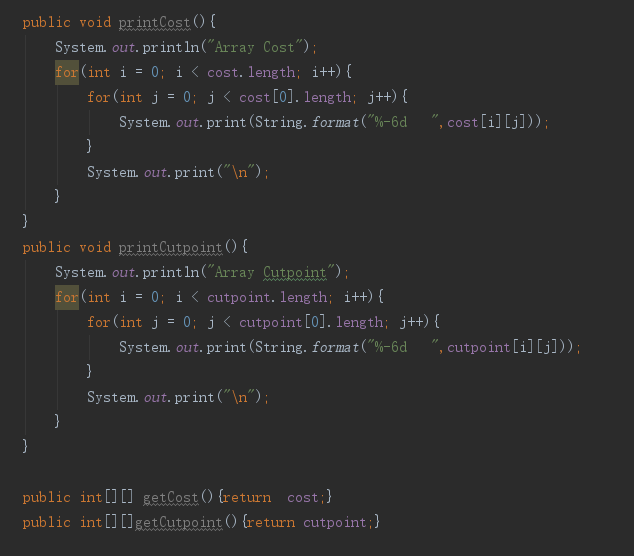 public void printCost(){
    System.out.println("Array Cost");
    for(int i = 0; i < cost.length; i++){
        for(int j = 0; j < cost[0].length; j++){
            System.out.print(String.format("%-6d   ",cost[i][j]));
        }
        System.out.print("\n");
    }
}
public void printCutpoint(){
    System.out.println("Array Cutpoint");
    for(int i = 0; i < cutpoint.length; i++){
        for(int j = 0; j < cutpoint[0].length; j++){
            System.out.print(String.format("%-6d   ",cutpoint[i][j]));
        }
        System.out.print("\n");
    }
}

public int[][] getCost(){return  cost;}
public int[][]getCutpoint(){return cutpoint;}